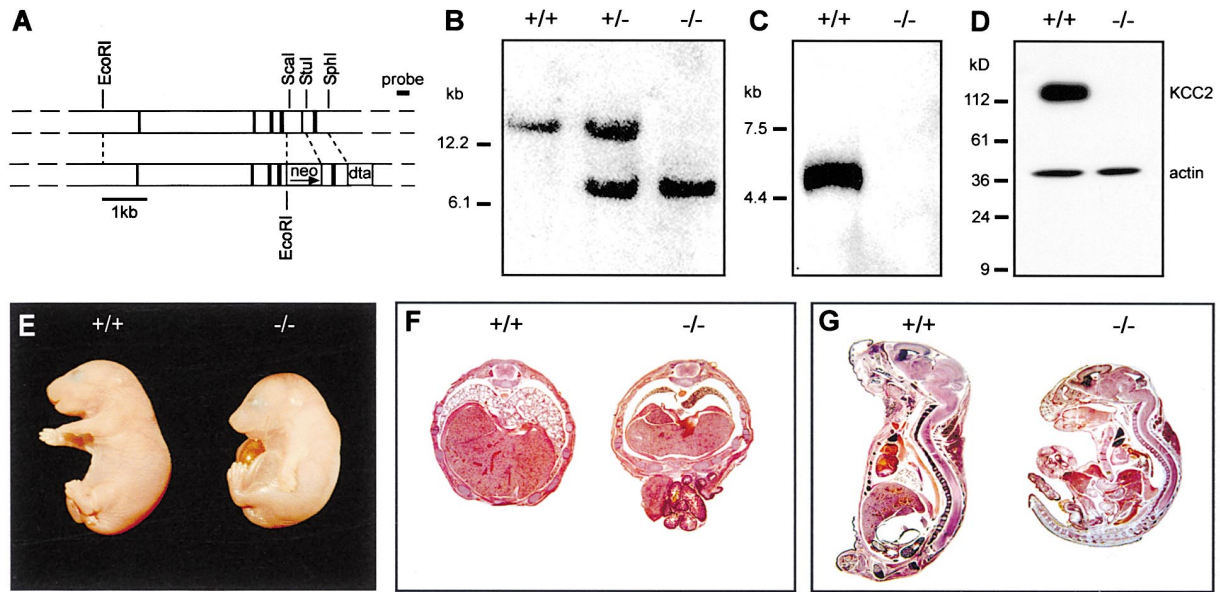 A
EcoRI
ScaI
StuI
SphI
probe
neo
dta
1kb
EcoRI
B
+/+ +/- -/-
kb
12.2
6.1
C
+/+ -/-
kb
7.5
4.4
D
+/+ -/-
kD
112
61
36
24
9
KCC2
actin
E
+/+ -/-
F
+/+ -/-
G
+/+ -/-